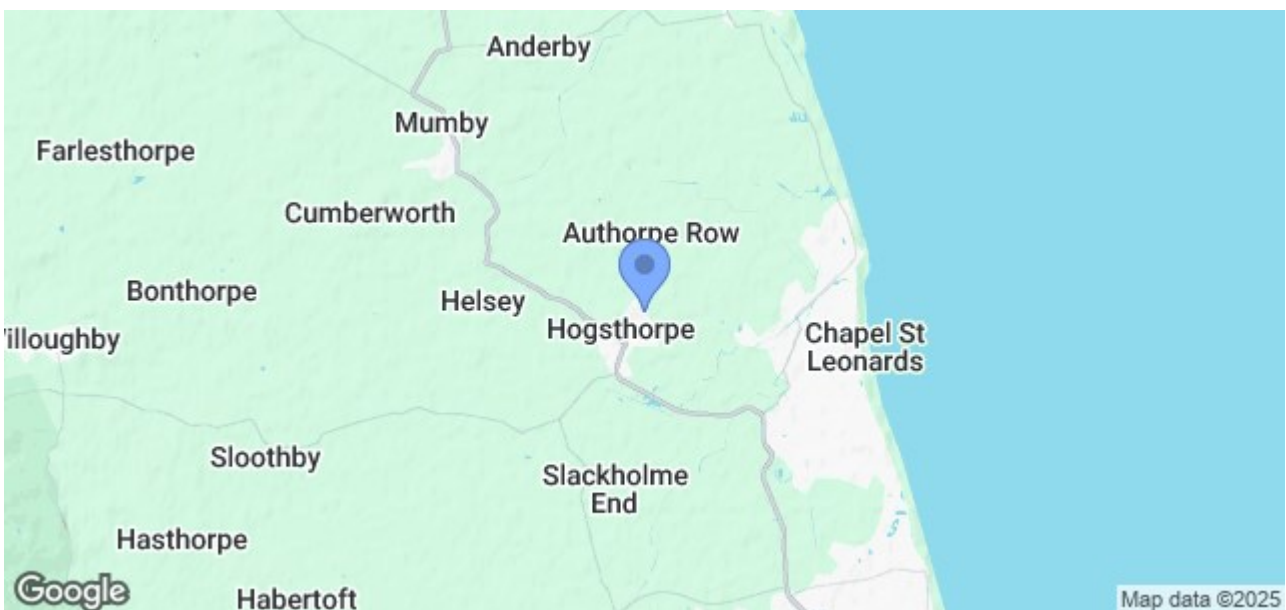 Anderby
Mumby
Farlesthorpe
Cumberworth
Authorpe Row
Bonthorpe
Helsey
Hogsthorpe
Chapel St
Leonards
illoughby
Sloothby
Slackholme
End
Hasthorpe
Habertoft
Google
Map data ©2025